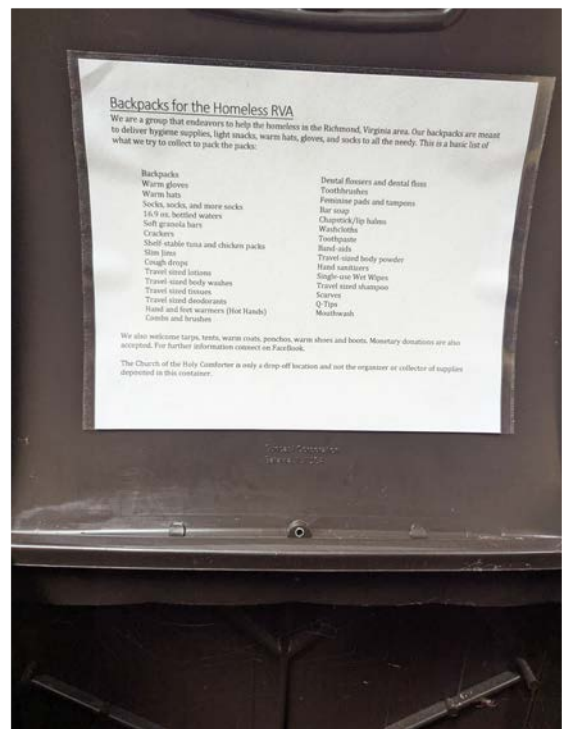 Backpacks for the Homeless RVA
We are a group that endeavors to help the homeless in the Richmond, Virginia area. Our backpacks are meant
to deliver hygiene supplies, light snacks, warm hats, gloves, and socks to all the needy. This is a basic list of
what we try to collect to pack the packs:
Backpacks
Warm gloves
Warm hats
Socks, socks, and more socks
16.9 oz. bottled waters
Soft granola bars
Crackers
Shelf-stable tuna and chicken packs
Slim Jims
Cough drops
Travel sized lotions
Travel-sized body washes
Travel sized tissues
Travel sized deodorants
Hand and feet warmers (Hot Hands)
Combs and brushes
Dental flossers and dental floss
Toothbrushes
Feminine pads and tampons
Bar soap
Chapstick/lip balms
Washcloths
Toothpaste
Band-aids
Travel-sized body powder
Hand sanitizers
Single-use Wet Wipes
Travel sized shampoo
Scarves
Q-Tips
Mouthwash
We also welcome tarps, tents, warm coats, ponchos, warm shoes and boots. Monetary donations are also
accepted. For further information connect on FaceBook.
The Church of the Holy Comforter is only a drop-off location and not the organizer or collector of supplies
deposited in this container.
Suncast Corporation